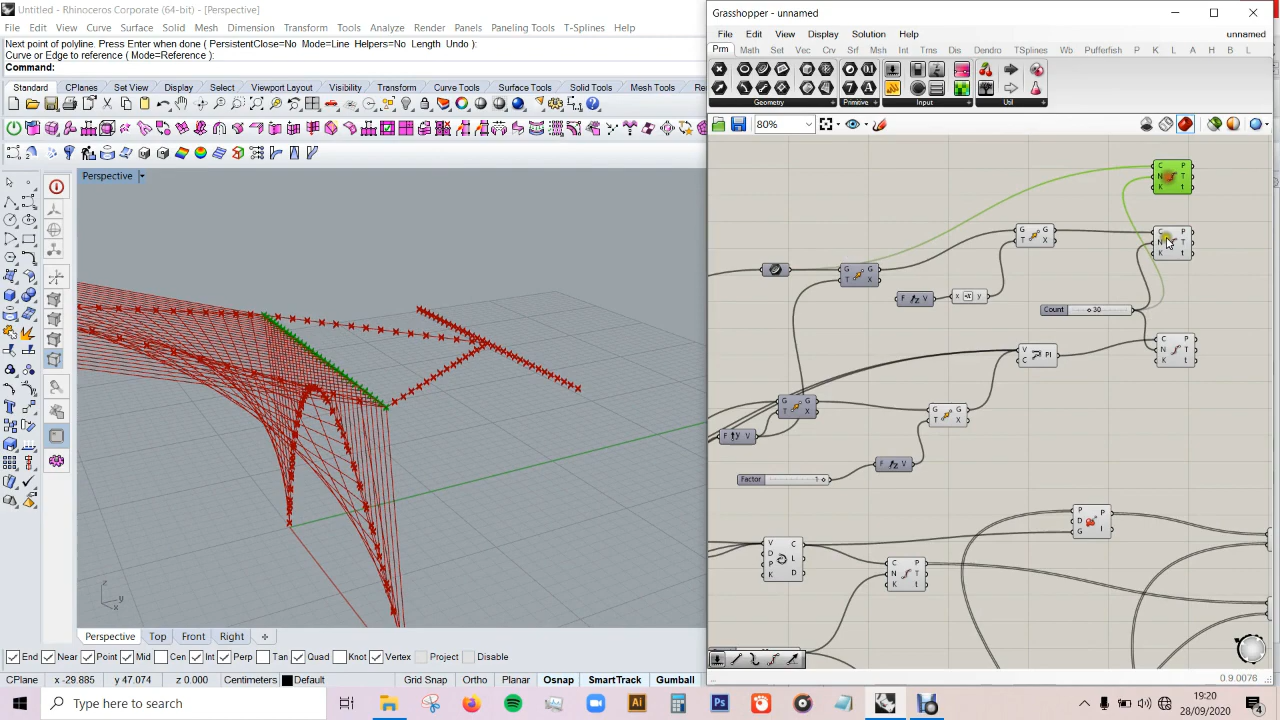 Untitled - Rhinoceros Corporate (64-bit) - [Perspective]
File Edit View Curve Surface Solid Mesh Dimension Transform Tools Analyze Render Panels Paneling Tools T-Splines
Next point of polyline. Press Enter when done ( PersistentClose=No Mode=Line Helpers=No Length Undo ):
Curve or Edge to reference ( Mode=Reference ):
Command:
Standard CPlanes Set View Display Select Viewport Layout Visibility Transform Curve Tools Surface Tools Solid Tools Mesh Tools Re
Perspective
z
y
x
Perspective Top Front Right
End Near Point Mid Cen Int Perp Tan Quad Knot Vertex Project Disable
CPlane x -29.885 y 47.074 z 0.000 Centimeters Default Grid Snap Ortho Planar Osnap SmartTrack Gumball
Grasshopper - unnamed
File Edit View Display Solution Help unnamed
Prm Math Set Vec Crv Srf Msh Int Trns Dis Dendro TSplines Wb Pufferfish P K L A H B L
Geometry Primitive Input Util
80%
C P
N T
K t
G G
T X
C P
N T
K t
G G
T X
F z V
x -x y
Count 30
V PI
C
C P
N T
K t
G G
T X
G G
T X
F y V
F z V
Factor 1
P P
D
G I
V C
D L
P
K D
C P
N T
K t
0.9.0076
Type here to search
19:20
28/09/2020
4